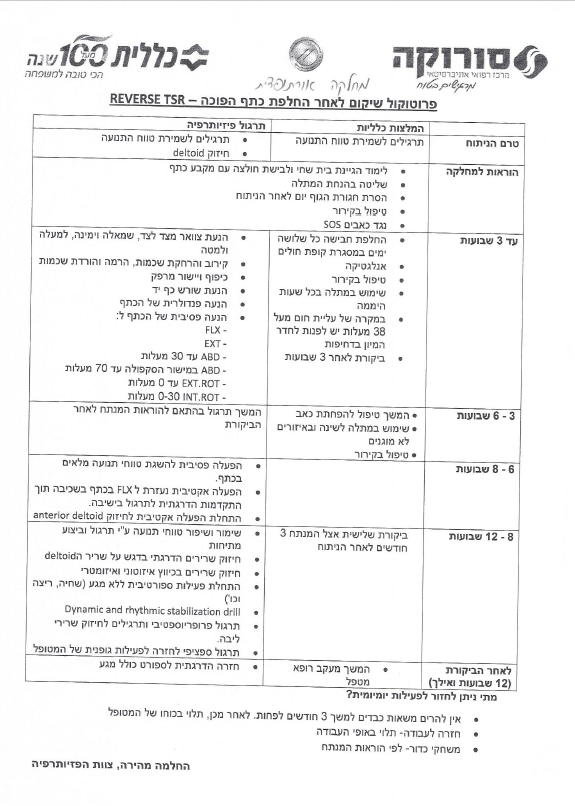 סורוקה
מרכז רפואי אוניברסיטאי
מרגישים בטוח
כללית מעל 100 שנה
הכי טובה למשפחה
מחלקה אורתופדית
פרוטוקול שיקום לאחר החלפת כתף הפוכה – REVERSE TSR
המלצות כלליות
תרגול פיזיותרפיה
טרם הניתוח
תרגילים לשמירת טווח התנועה
• תרגילים לשמירת טווח התנועה
• חיזוק deltoid
הוראות למחלקה
• לימוד הגיינת בית שחי ולבישת חולצה עם מקבע כתף
• שליטה בהנחת המתלה
• הסרת חגורת הגוף יום לאחר הניתוח
• טיפול בקירור
• נגד כאבים SOS
עד 3 שבועות
• החלפת חבישה כל שלושה
ימים במסגרת קופת חולים
• אנלגטיקה
• טיפול בקירור
• שימוש במתלה בכל שעות
היממה
• במקרה של עליית חום מעל
38 מעלות יש לפנות לחדר
המיון בדחיפות
• ביקורת לאחר 3 שבועות
• הנעת צוואר מצד לצד, שמאלה וימינה, למעלה
ולמטה
• קירוב והרחקת שכמות, הרמה והורדת שכמות
• כיפוף ויישור מרפק
• הנעת שורש כף יד
• הנעה פנדולרית של הכתף
• הנעה פסיבית של הכתף ל:
- FLX
- EXT
- ABD עד 30 מעלות
- ABD במישור הסקפולה עד 70 מעלות
- EXT.ROT עד 0 מעלות
- INT.ROT 0-30 מעלות
3 - 6 שבועות
• המשך טיפול להפחתת כאב
• שימוש במתלה לשינה ובאיזורים
לא מוגנים
• טיפול בקירור
המשך תרגול בהתאם להוראות המנתח לאחר
הביקורת
6 - 8 שבועות
• הפעלה פסיבית להשגת טווחי תנועה מלאים
בכתף.
• הפעלה אקטיבית נעזרת ל FLX בכתף בשכיבה תוך
התקדמות הדרגתית לתרגול בישיבה.
• התחלת הפעלה אקטיבית לחיזוק anterior deltoid
8 - 12 שבועות
ביקורת שלישית אצל המנתח 3
חודשים לאחר הניתוח
• שימור ושיפור טווחי תנועה ע"י תרגול וביצוע
מתיחות
• חיזוק שרירים הדרגתי בדגש על שריר הdeltoid
• חיזוק שרירים בכיווץ איזוטוני ואיזומטרי
• התחלת פעילות ספורטיבית ללא מגע (שחיה, ריצה
וכו')
• Dynamic and rhythmic stabilization drill
• תרגול פרופריוספטיבי ותרגילים לחיזוק שרירי
ליבה.
• תרגול ספציפי לחזרה לפעילות גופנית של המטופל
לאחר הביקורת
(12 שבועות ואילך)
• המשך מעקב רופא
מטפל
• חזרה הדרגתית לספורט כולל מגע
מתי ניתן לחזור לפעילות יומיומית?
• אין להרים משאות כבדים למשך 3 חודשים לפחות. לאחר מכן, תלוי בכוחו של המטופל
• חזרה לעבודה- תלוי באופי העבודה
• משחקי כדור- לפי הוראות המנתח
החלמה מהירה, צוות הפיזיותרפיה